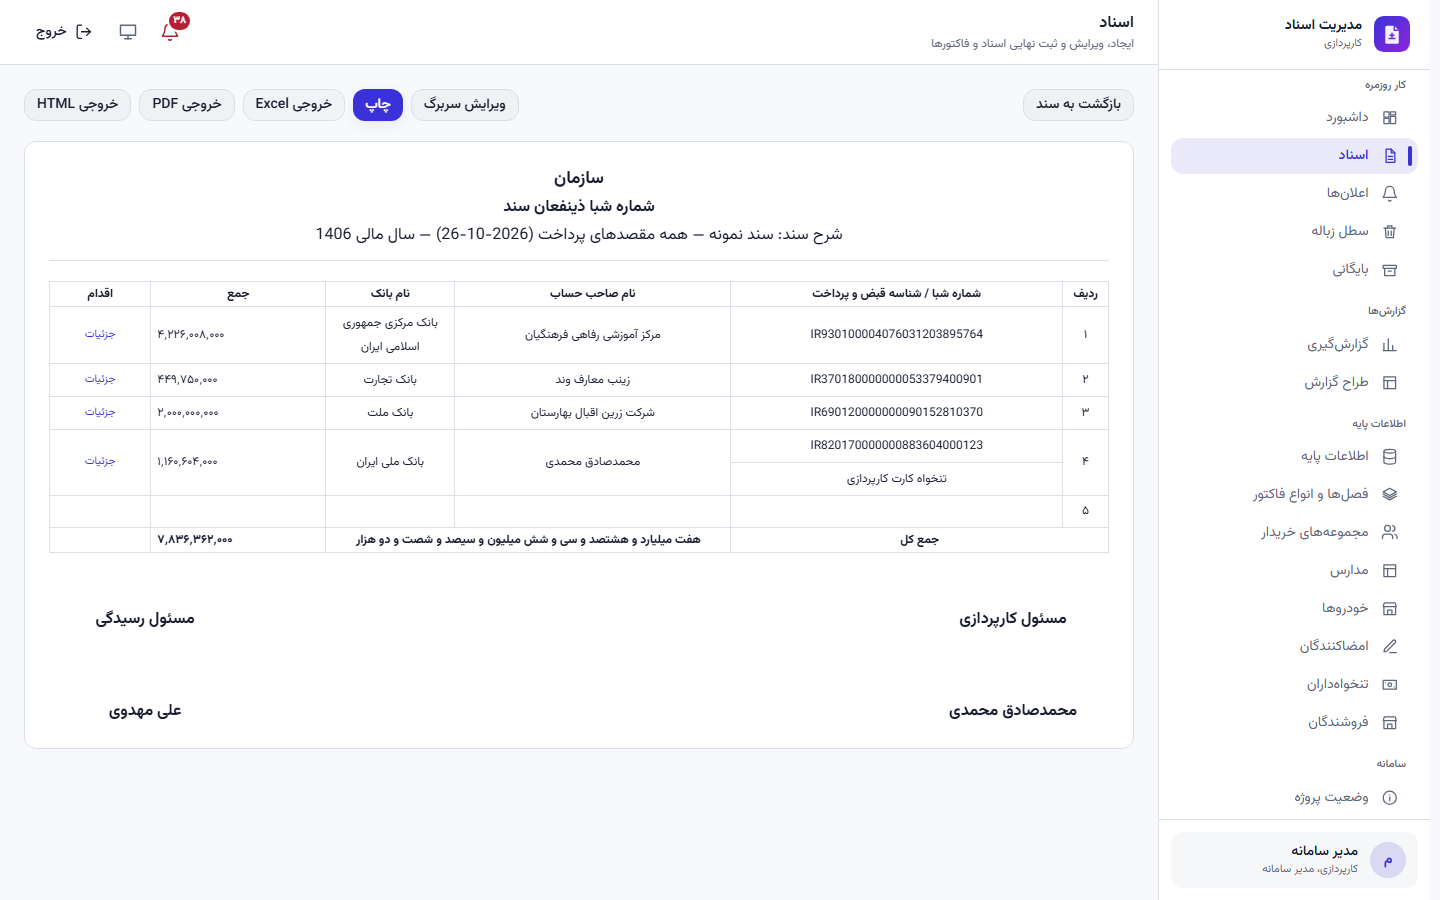 مدیریت اسناد
کارپردازی
کار روزمره
داشبورد
اسناد
اعلان‌ها
سطل زباله
بایگانی
گزارش‌ها
گزارش‌گیری
طراح گزارش
اطلاعات پایه
اطلاعات پایه
فصل‌ها و انواع فاکتور
مجموعه‌های خریدار
مدارس
خودروها
امضاکنندگان
تنخواه‌داران
فروشندگان
سامانه
وضعیت پروژه
م
مدیر سامانه
کارپردازی، مدیر سامانه
اسناد
ایجاد، ویرایش و ثبت نهایی اسناد و فاکتورها
۳۸
خروج
بازگشت به سند
ویرایش سربرگ
چاپ
خروجی Excel
خروجی PDF
خروجی HTML
سازمان
شماره شبا ذینفعان سند
شرح سند: سند نمونه – همه مقصدهای پرداخت (2026-10-26) – سال مالی 1406
ردیف شماره شبا / شناسه قبض و پرداخت نام صاحب حساب نام بانک جمع اقدام
۱ IR930100004076031203895764 مرکز آموزشی رفاهی فرهنگیان بانک مرکزی جمهوری اسلامی ایران ۴,۲۲۶,۰۰۸,۰۰۰ جزئیات
۲ IR370180000000053379400901 زینب معارف وند بانک تجارت ۴۴۹,۷۵۰,۰۰۰ جزئیات
۳ IR690120000000090152810370 شرکت زرین اقبال بهارستان بانک ملت ۲,۰۰۰,۰۰۰,۰۰۰ جزئیات
۴ IR820170000000883604000123 محمدصادق محمدی بانک ملی ایران ۱,۱۶۰,۶۰۴,۰۰۰ جزئیات
تنخواه کارت کارپردازی
۵
جمع کل هفت میلیارد و هشتصد و سی و شش میلیون و سیصد و شصت و دو هزار ۷,۸۳۶,۳۶۲,۰۰۰
مسئول کارپردازی
مسئول رسیدگی
محمدصادق محمدی
علی مهدوی